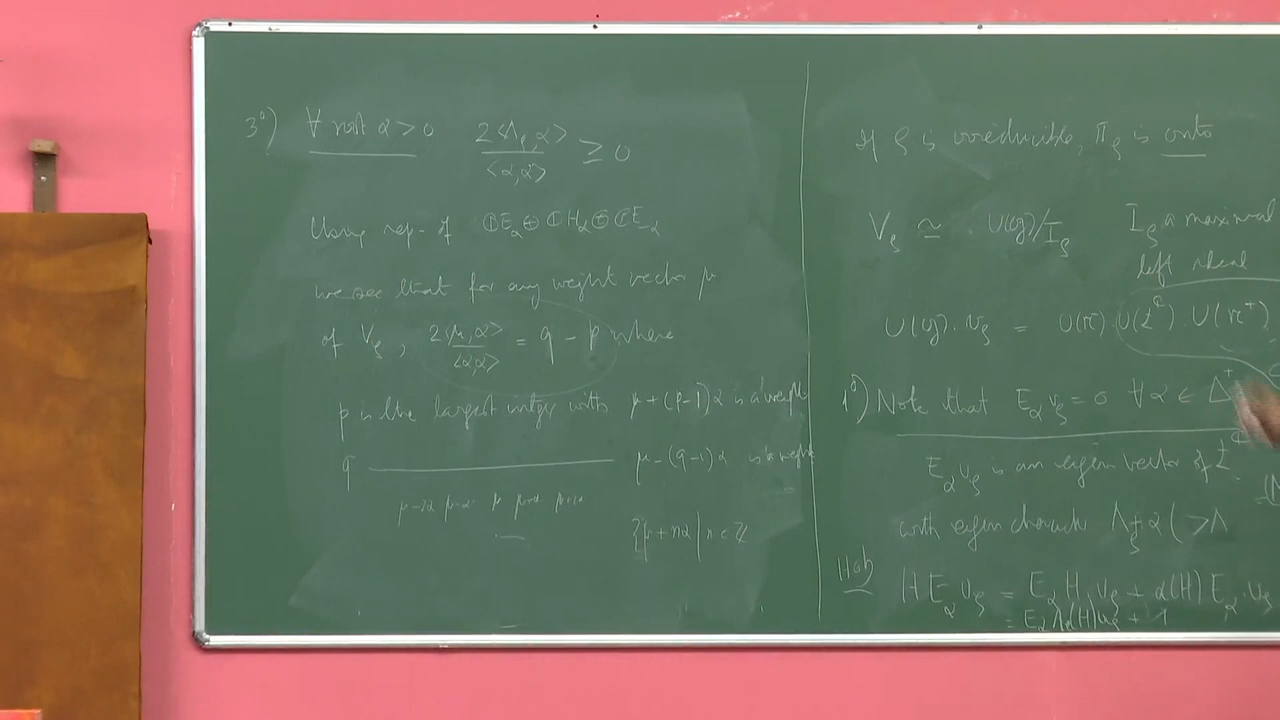 3°) ∀ root α > 0   2<Λ_ρ, α> / <α, α> ≥ 0
Using rep. of ℂE_α ⊕ ℂH_α ⊕ ℂE_-α
we see that for any weight vector μ
of V_ρ, 2<μ, α> / <α, α> = q - p where
p is the largest integer with μ + (p-1)α is a weight
q ———— μ - (q-1)α is a weight
μ-2α μ-α μ μ+α μ+2α
{μ + nα | n ∈ ℤ
If ρ is irreducible, π_ρ is onto
V_ρ ≃ U(g)/I_ρ   I_ρ a maximal
left ideal
U(g) · v_ρ = U(n) U(t^ℂ) · U(n^+)
1°) Note that E_α v_ρ = 0 ∀ α ∈ Δ^+
E_α v_ρ is an eigen vector of t^ℂ
with eigen character Λ_ρ + α ( > Λ
H E_α v_ρ = E_α H v_ρ + α(H) E_α · v_ρ
= E_α Λ_ρ(H) v_ρ +